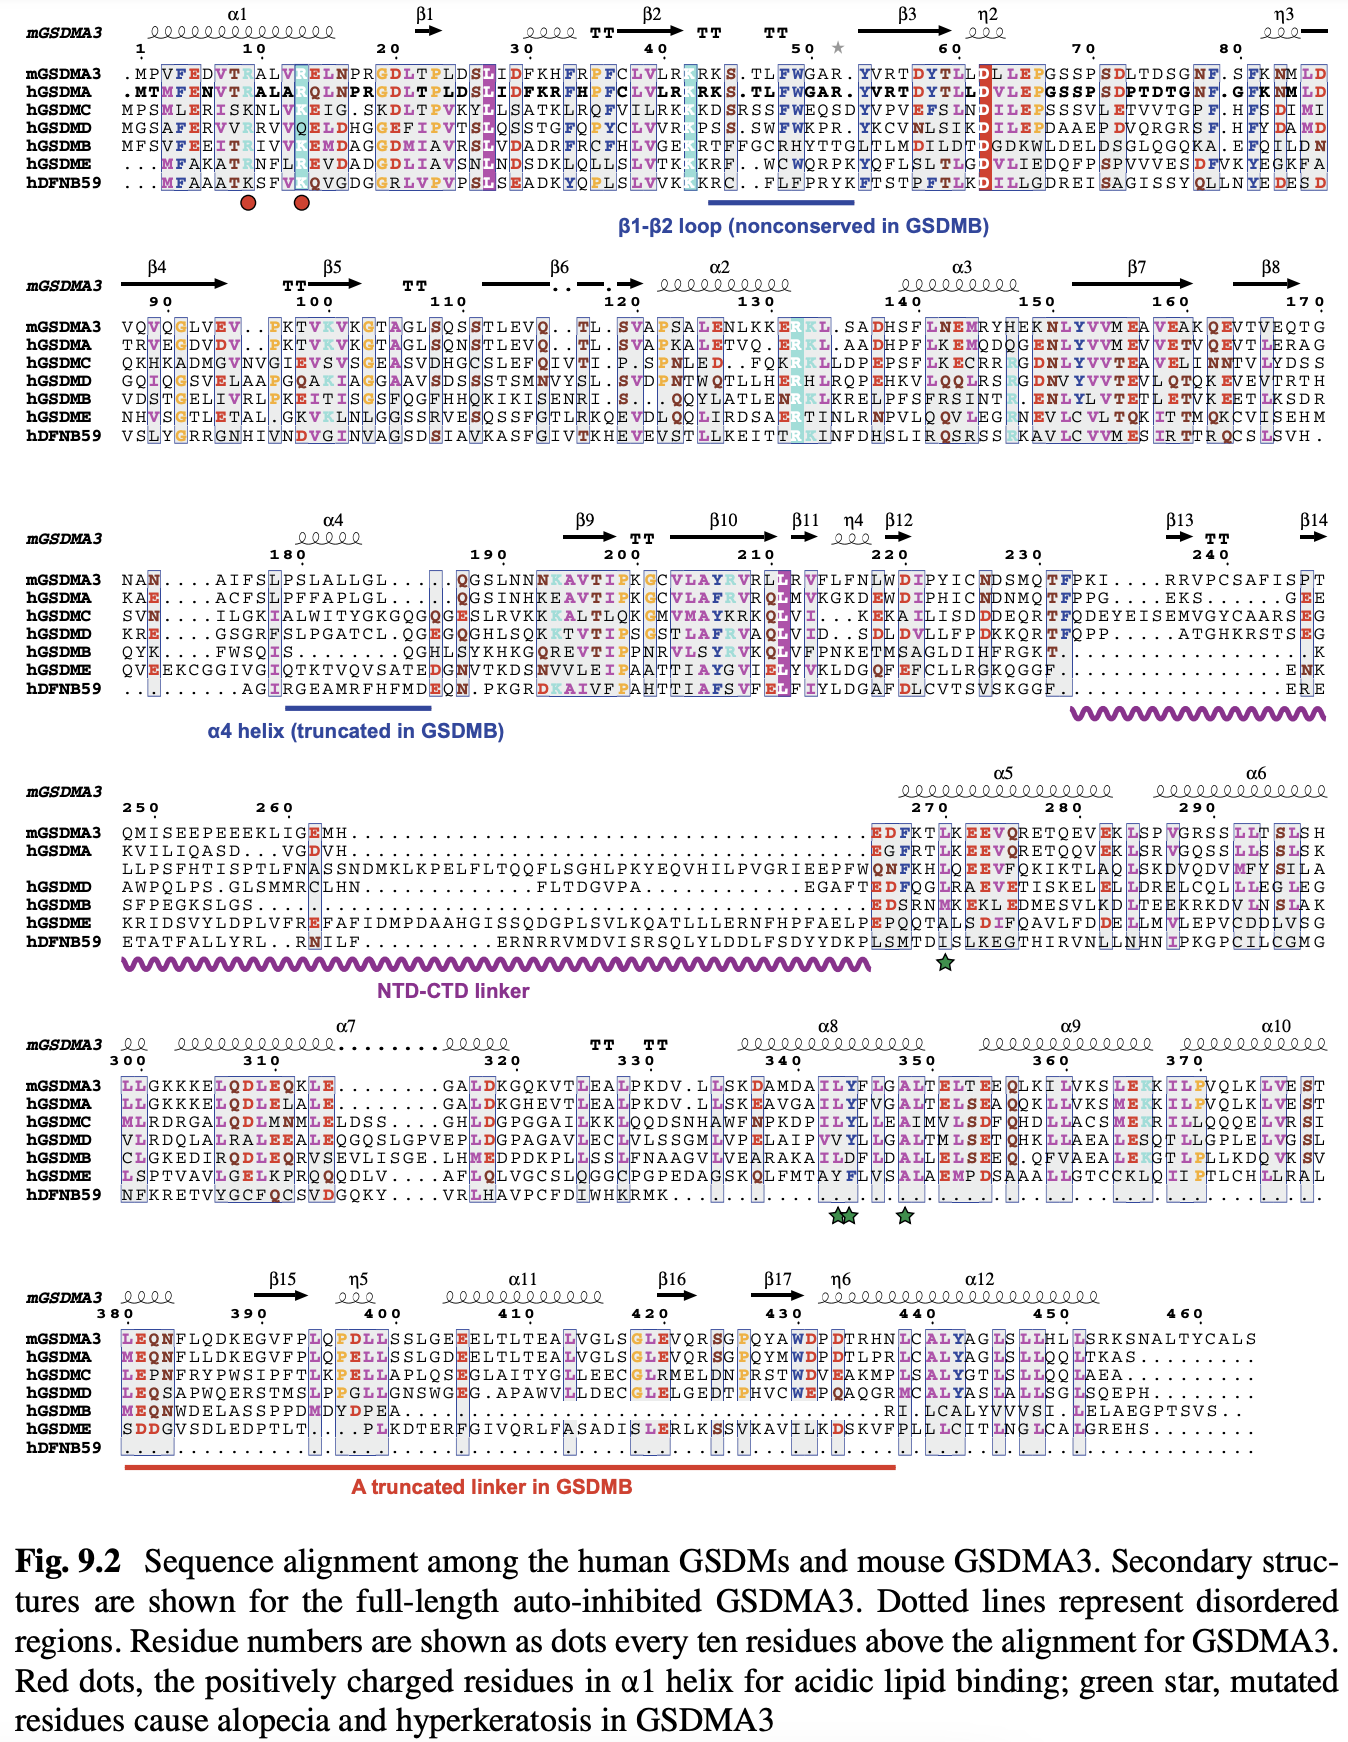 α1 β1 β2 β3 η2 η3
mGSDMA3 TT TT TT
1 10 20 30 40 50 60 70 80
mGSDMA3 .MPVFEDVTRALVRELNPRGDLTPLDSLIDFKHFRPFCLVLRKRKS.TLFWGAR.YVRTDYTLLDLLEPGSSPSDLTDSGNF.SFKNMLD
hGSDMA .MTMFENVTRALARQLNPRGDLTPLDSLIDFKRFHPFCLVLRKRKS.TLFWGAR.YVRTDYTLLDVLEPGSSPSDPTDTGNF.GFKNMLD
hGSDMC MPSMLERISKNLVKEIG.SKDLTPVKYLLSATKLRQFVILRKKKDSRSSFWEQSDYVPVEFSLNDILEPSSSVLETVVTGPF.HFSDIMI
hGSDMD MGSAFERVVRRVVQELDHGGEFIPVTSLQSSTGFQPYCLVVRKPSS.SWFWKPR.YKCVNLSIKDILEPDAAEPDVQRGRSF.HFYDAMD
hGSDMB MFSVFEEITRIVVKEMDAGGDMIAVRSLVDADRFRCFHLVGEKRTFFGCRHYTTGLTLMDILDTDGDKWLDELDSGLQGQKA.EFQILDN
hGSDME ...MFAKATRNFLREVDADGDLIAVSNLNDSDKLQLLSLVTKKKRF..WCWQRPKYQFLSLTLGDVLIEDQFPSPVVVESDFVKYEGKFA
hDFNB59 ...MFAAATKSFVKQVGDGGRLVPVPSLSEADKYQPLSLVVKKKRC..FLFPRYKFTSTPFTLKDILLGDREISAGISSYQLLNYEDESD
β1-β2 loop (nonconserved in GSDMB)
β4 β5 β6 α2 α3 β7 β8
mGSDMA3 TT TT
90 100 110 120 130 140 150 160 170
mGSDMA3 VQVQGLVEV..PKTVKVKGTAGLSQSSTLEVQ..TL.SVAPSALENLKKERKL.SADHSFLNEMRYHEKNLYVVMEAVEAKQEVTVEQTG
hGSDMA TRVEGDVDV..PKTVKVKGTAGLSQNSTLEVQ..TL.SVAPKALETVQ.ERKL.AADHPFLKEMQDQGENLYVVMEVVETVQEVTLERAG
hGSDMC QKHKADMGVNVGIEVSVSGEASVDHGCSLEFQIVTI.P.SPNLED..FQKRKLLDPEPSFLKECRRRGDNLYVVTEAVELINNTVLYDSS
hGSDMD GQIQGSVELAAPGQAKIAGGAAVSDSSSTSMNVYSL.SVDPNTWQTLLHERHLRQPEHKVLQQLRSRGDNVYVVTEVLQTQKEVEVTRTH
hGSDMB VDSTGELIVRLPKEITISGSFQGFHHQKIKISENRI.S...QQYLATLENRKLKRELPFSFRSINTR.ENLYLVTETLETVKEETLKSDR
hGSDME NHVSGTLETAL.GKVKLNLGGSSRVESQSSFGTLRKQEVDLQQLIRDSAERTINLRNPVLQQVLEGRNEVLCVLTQKITTMQKCVISEHM
hDFNB59 VSLYGRRGNHIVNDVGINVAGSDSIAVKASFGIVTKHEVEVSTLLKEITTRKINFDHSLIRQSRSSRKAVLCVVMESIRTTRQCSLSVH.
α4 β9 β10 β11 η4 β12 β13 β14
mGSDMA3 TT TT
180 190 200 210 220 230 240
mGSDMA3 NAN....AIFSLPSLALLGL.....QGSLNNNKAVTIPKGCVLAYRVRLLRVFLFNLWDIPYICNDSMQTFPKI....RRVPCSAFISPT
hGSDMA KAE....ACFSLPFFAPLGL.....QGSINHKEAVTIPKGCVLAFRVRQLMVKGKDEWDIPHICNDNMQTFPPG....EKS.......GEE
hGSDMC SVN....ILGKIALWITYGKGQGQGESLRVKKKALTLQKGMVMAYKRKQLVI...KEKAILISDDDEQRTFQDEYEISEMVGYCAARSEG
hGSDMD KRE....GSGRFSLPGATCL.QGEGQGHLSQKKTVTIPSGSTLAFRVAQLVID..SDLDVLLFPDKKQRTFQPP....ATGHKRSTSEG
hGSDMB QYK....FWSQIS.......QGHLSYKHKGQREVTIPPNRVLSYRVKQLVFPNKETMSAGLDIHFRGKT.................K
hGSDME QVEEKCGGIVGIQTKTVQVSATEDGNVTKDSNVVLEIPAATTIAYGVIELYVKLDGQFEFCLLRGKQGGF................ENK
hDFNB59 .........AGIRGEAMRFHFMDEQN.PKGRDKAIVFPAHTTIAFSVFELFIYLDGAFDLCVTSVSKGGF................ERE
α4 helix (truncated in GSDMB)
α5 α6
mGSDMA3
250 260 270 280 290
mGSDMA3 QMISEEPEEEKLIGEMH.......................................EDFKTLKEEVQRETQEVEKLSPVGRSSLLTSLSH
hGSDMA KVILIQASD...VGDVH.......................................EGFRTLKEEVQRETQQVEKLSRVGQSSLLSSLSK
LLPSFHTISPTLFNASSNDMKLKPELFLTQQFLSGHLPKYEQVHILPVGRIEEPFWQNFKHLQEEVFQKIKTLAQLSKDVQDVMFYSILA
hGSDMD AWPQLPS.GLSMMRCLHN.............FLTDGVPA............EGAFTEDFQGLRAEVETISKELELLDRELCQLLLEGLEG
hGSDMB SFPEGKSLGS..............................................EDSRNMKEKLEDMESVLKDLTEEKRKDVLNSLAK
hGSDME KRIDSVYLDPLVFREFAFIDMPDAAHGISSQDGPLSVLKQATLLLERNFHPFAELPEPQQTALSDIFQAVLFDDELLMVLEPVCDDLVSG
hDFNB59 ETATFALLYRL..RNILF..........ERNRRVMDVISRSQLYLDDLFSDYYDKPLSMTDISLKEGTHIRVNLLNHNIPKGPCILCGMG
NTD-CTD linker
α7 α8 α9 α10
mGSDMA3 TT TT
300 310 320 330 340 350 360 370
mGSDMA3 LLGKKKELQDLEQKLE........GALDKGQKVTLEALPKDV.LLSKDAMDAILYFLGALTELTEEQLKILVKSLEKKILPVQLKLVEST
hGSDMA LLGKKKELQDLELALE........GALDKGHEVTLEALPKDV.LLSKEAVGAILYFVGALTELSEAQQKLLVKSMEKKILPVQLKLVEST
hGSDMC MLRDRGALQDLMNMLELDSS....GHLDGPGGAILKKLQQDSNHAWFNPKDPILYLLEAIMVLSDFQHDLLACSMEKRILLQQQELVRSI
hGSDMD VLRDQLALRALEEALEQGQSLGPVEPLDGPAGAVLECLVLSSGMLVPELAIPVVYLLGALTMLSETQHKLLAEALESQTLLGPLELVGSL
hGSDMB CLGKEDIRQDLEQRVSEVLISGE.LHMEDPDKPLLSSLFNAAGVLVEARAKAILDFLDALLELSEEQ.QFVAEALEKGTLPLLKDQVKSV
hGSDME LSPTVAVLGELKPRQQQDLV....AFLQLVGCSLQGGCPGPEDAGSKQLFMTAYFLVSALAEMPDSAAALLGTCCKLQIIPTLCHLLRAL
hDFNB59 NFKRETVYGCFQCSVDGQKY....VRLHAVPCFDIWHKRMK.................................................
β15 η5 α11 β16 β17 η6 α12
mGSDMA3
380 390 400 410 420 430 440 450 460
mGSDMA3 LEQNFLQDKEGVFPLQPDLLSSLGEEELTLTEALVGLSGLEVQRSGPQYAWDPDTRHNLCALYAGLSLLHLLSRKSNALTYCALS
hGSDMA MEQNFLLDKEGVFPLQPELLSSLGDEELTLTEALVGLSGLEVQRSGPQYMWDPDTLPRLCALYAGLSLLQQLTKAS.........
hGSDMC LEPNFRYPWSIPFTLKPELLAPLQSEGLAITYGLLEECGLRMELDNPRSTWDVEAKMPLSALYGTLSLLQQLAEA..........
hGSDMD LEQSAPWQERSTMSLPPGLLGNSWGEG.APAWVLLDECGLELGEDTPHVCWEPQAQGRMCALYASLALLSGLSQEPH........
hGSDMB MEQNWDELASSPPDMDYDPEA....................................RI.LCALYVVVSI.LELAEGPTSVS..
hGSDME SDDGVSDLEDPTLT....PLKDTERFGIVQRLFASADISLERLKSSVKAVILKDSKVFPLLLCITLNGLCALGREHS........
hDFNB59 .....................................................................................
A truncated linker in GSDMB
Fig. 9.2 Sequence alignment among the human GSDMs and mouse GSDMA3. Secondary struc-
tures are shown for the full-length auto-inhibited GSDMA3. Dotted lines represent disordered
regions. Residue numbers are shown as dots every ten residues above the alignment for GSDMA3.
Red dots, the positively charged residues in α1 helix for acidic lipid binding; green star, mutated
residues cause alopecia and hyperkeratosis in GSDMA3